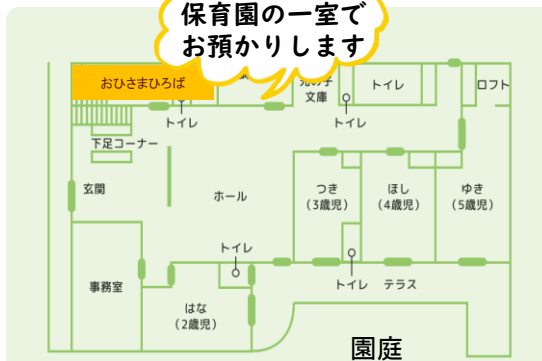 保育園の一室で
お預かりします
おひさまひろば
文庫
トイレ
ロフト
トイレ
トイレ
下足コーナー
玄関
ホール
つき
（3歳児）
ほし
（4歳児）
ゆき
（5歳児）
トイレ
事務室
はな
（2歳児）
トイレ
テラス
園庭